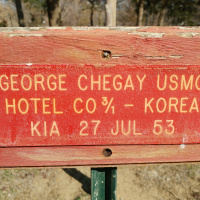 GEORGE CHEGAY USMC
HOTEL CO 3/1 - KOREA
KIA 27 JUL 53